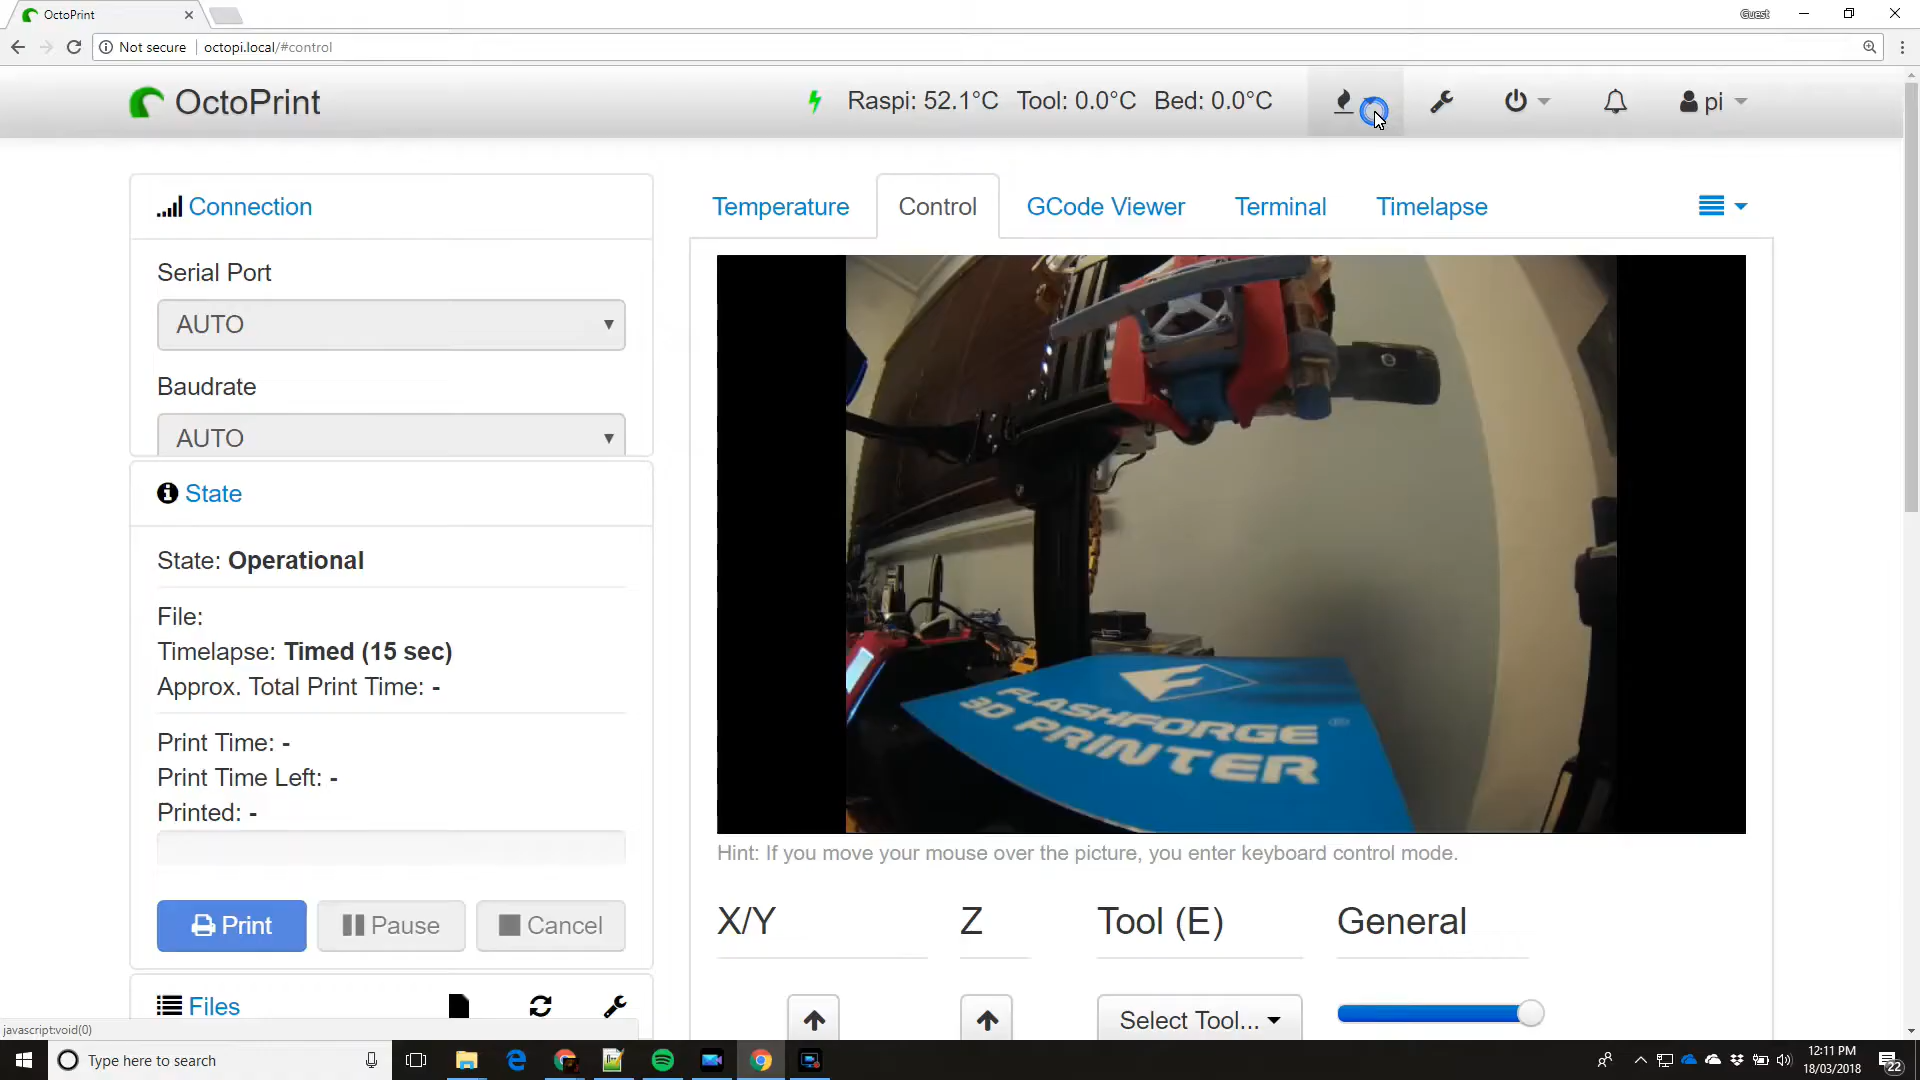 OctoPrint
Guest
Not secure
octopi.local/#control
OctoPrint
Raspi: 52.1°C Tool: 0.0°C Bed: 0.0°C
pi
Connection
Serial Port
AUTO
Baudrate
AUTO
State
State: Operational
File:
Timelapse: Timed (15 sec)
Approx. Total Print Time: -
Print Time: -
Print Time Left: -
Printed: -
Print
Pause
Cancel
Files
Temperature
Control
GCode Viewer
Terminal
Timelapse
FLASHFORGE®
3D PRINTER
Hint: If you move your mouse over the picture, you enter keyboard control mode.
X/Y
Z
Tool (E)
General
Select Tool...
javascript:void(0)
Type here to search
12:11 PM
18/03/2018
22